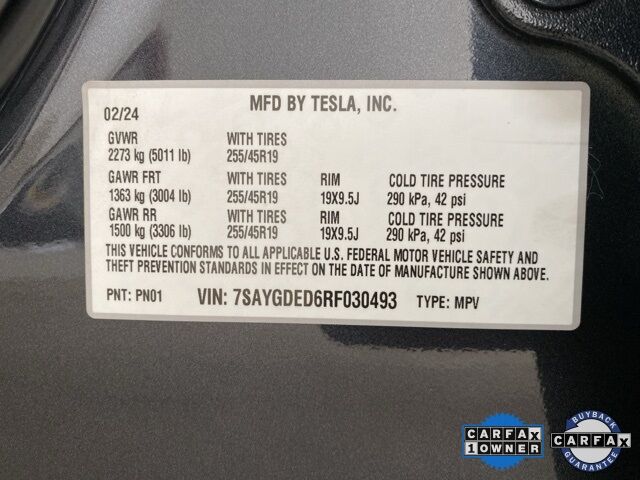 MFD BY TESLA, INC.
02/24
GVWR WITH TIRES
2273 kg (5011 lb) 255/45R19
GAWR FRT WITH TIRES RIM COLD TIRE PRESSURE
1363 kg (3004 lb) 255/45R19 19X9.5J 290 kPa, 42 psi
GAWR RR WITH TIRES RIM COLD TIRE PRESSURE
1500 kg (3306 lb) 255/45R19 19X9.5J 290 kPa, 42 psi
THIS VEHICLE CONFORMS TO ALL APPLICABLE U.S. FEDERAL MOTOR VEHICLE SAFETY AND
THEFT PREVENTION STANDARDS IN EFFECT ON THE DATE OF MANUFACTURE SHOWN ABOVE.
PNT: PN01 VIN: 7SAYGDED6RF030493 TYPE: MPV
CARFAX
1 OWNER
BUYBACK
CARFAX
GUARANTEE